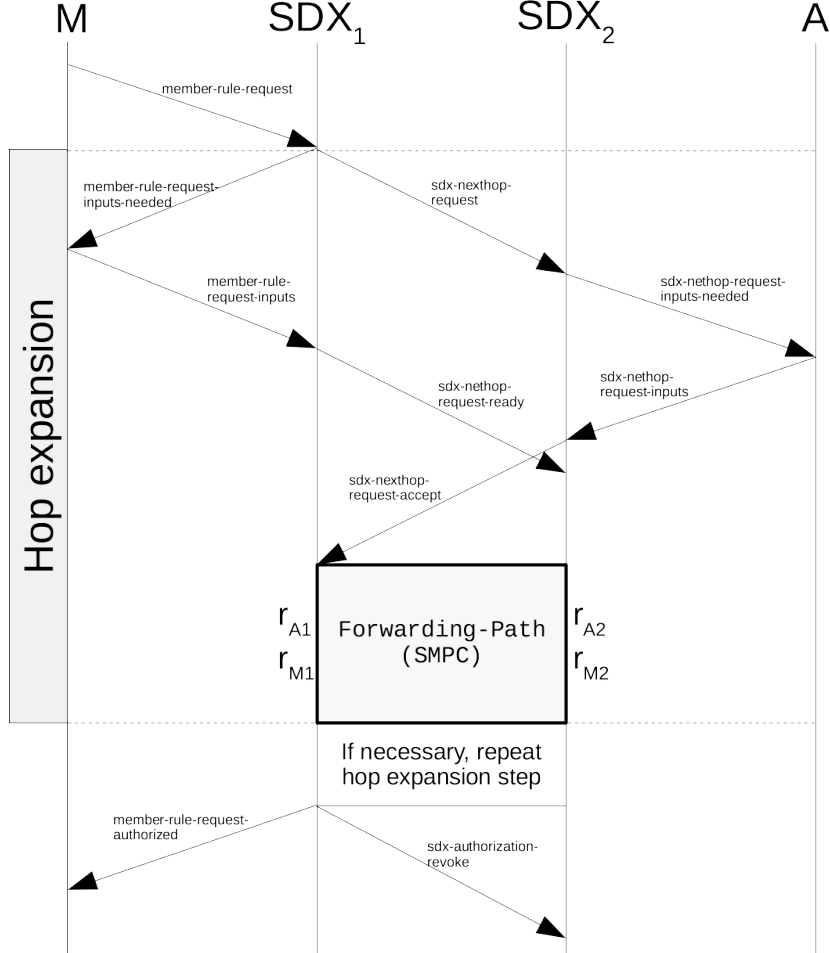 M
SDX1
SDX2
A
member-rule-request
member-rule-request-
inputs-needed
sdx-nexthop-
request
member-rule-
request-inputs
sdx-nethop-request-
inputs-needed
sdx-nethop-
request-ready
sdx-nethop-
request-inputs
sdx-nexthop-
request-accept
Hop expansion
rA1
rM1
Forwarding-Path
(SMPC)
rA2
rM2
If necessary, repeat
hop expansion step
member-rule-request-
authorized
sdx-authorization-
revoke